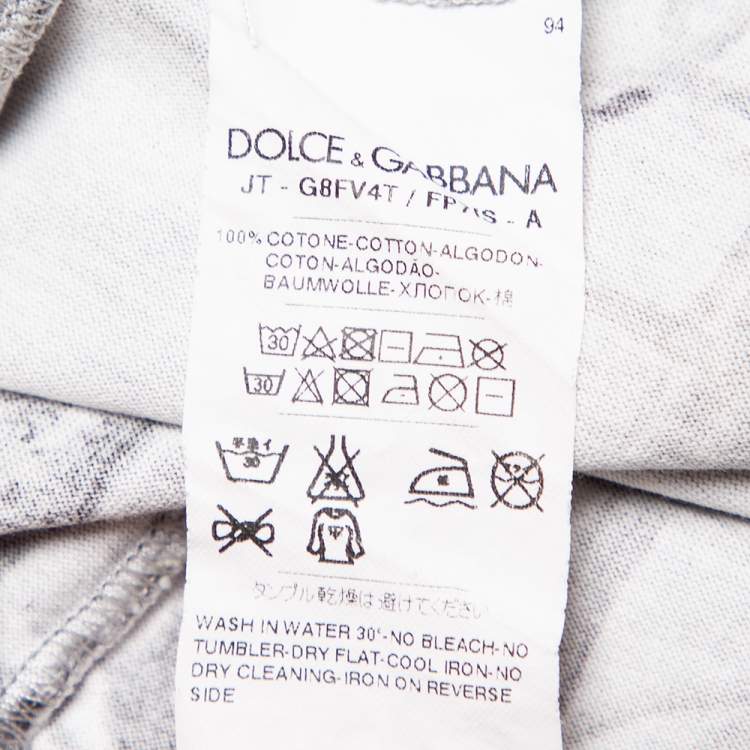 94
DOLCE & GABBANA
JT - G8FV4T / FP7IS - A
100% COTONE-COTTON-ALGODON-
COTON-ALGODÃO-
BAUMWOLLE-ХЛОПОК-棉
30
30
30
タンブル乾燥は避けてください
WASH IN WATER 30°-NO BLEACH-NO
TUMBLER-DRY FLAT-COOL IRON-NO
DRY CLEANING-IRON ON REVERSE
SIDE